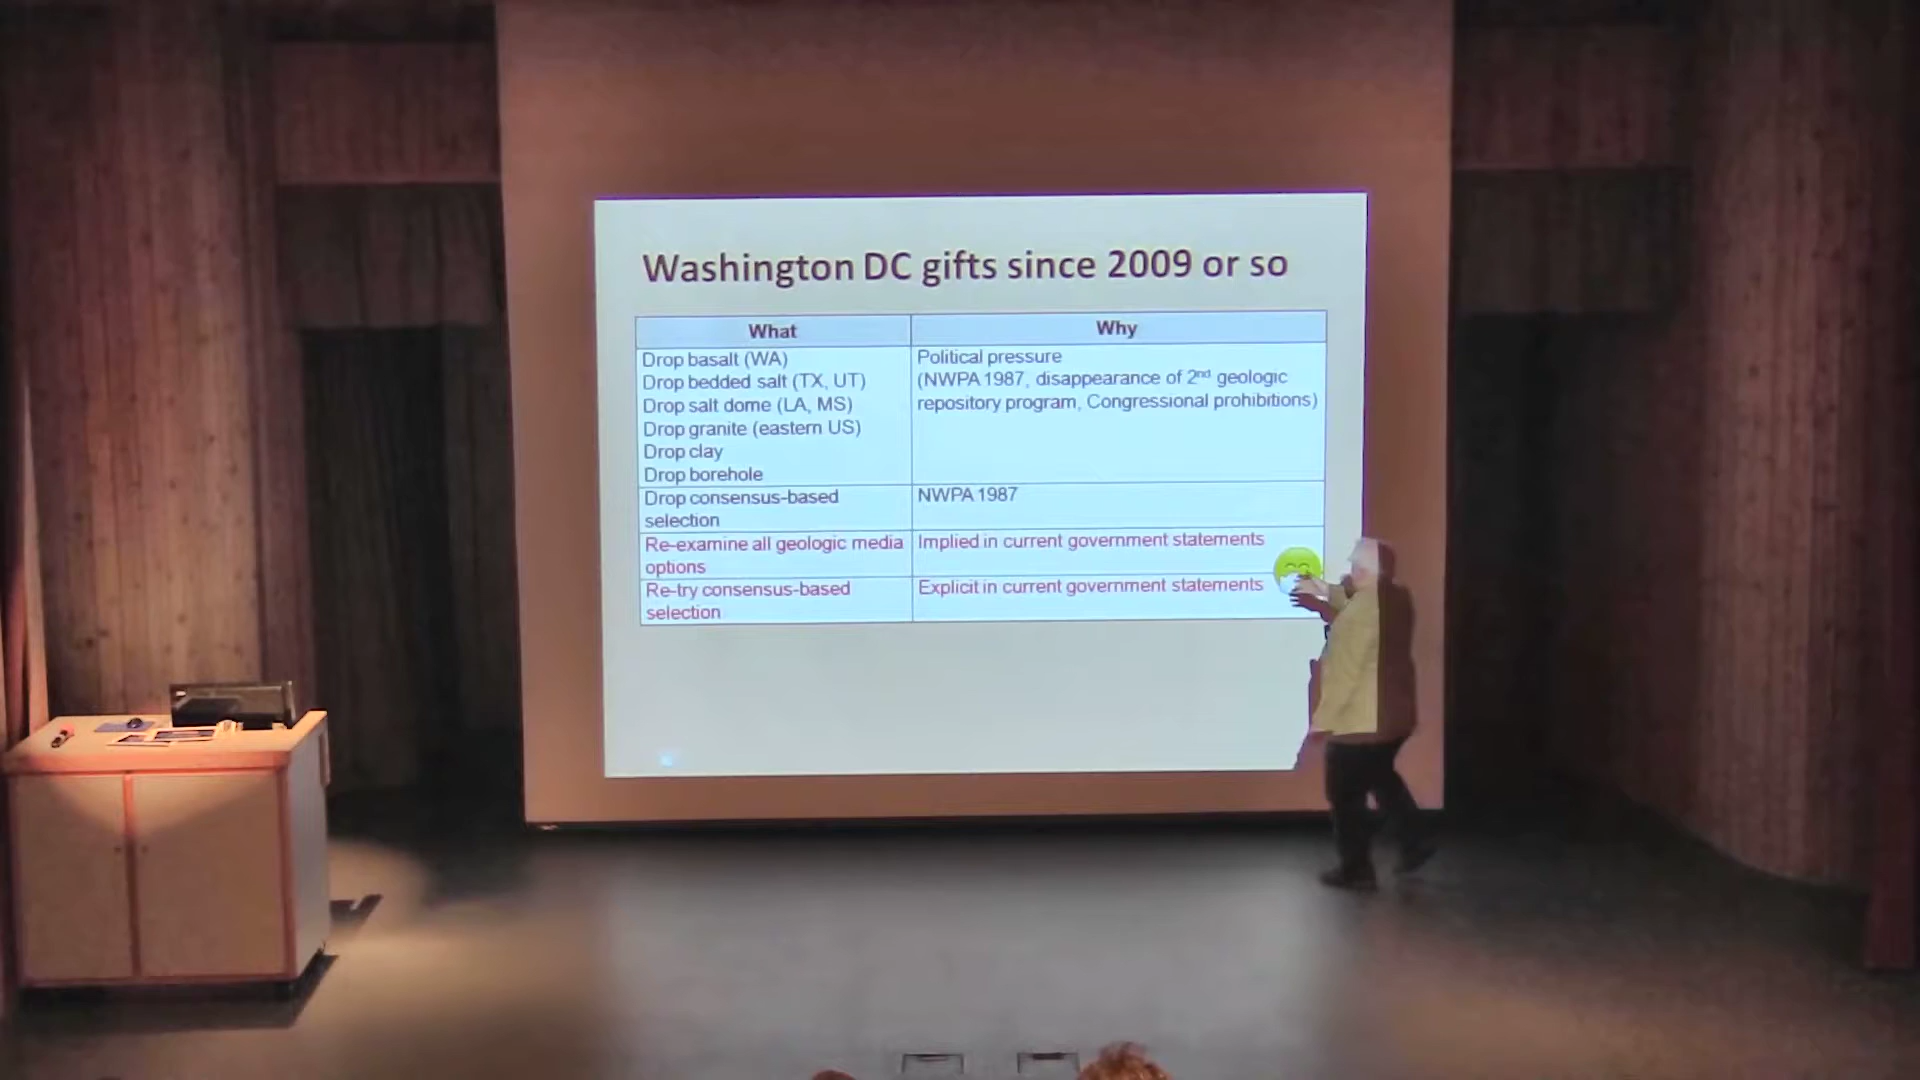 Washington DC gifts since 2009 or so
What
Why
Drop basalt (WA)
Drop bedded salt (TX, UT)
Drop salt dome (LA, MS)
Drop granite (eastern US)
Drop clay
Drop borehole
Political pressure
(NWPA 1987, disappearance of 2nd geologic
repository program, Congressional prohibitions)
Drop consensus-based
selection
NWPA 1987
Re-examine all geologic media
options
Implied in current government statements
Re-try consensus-based
selection
Explicit in current government statements